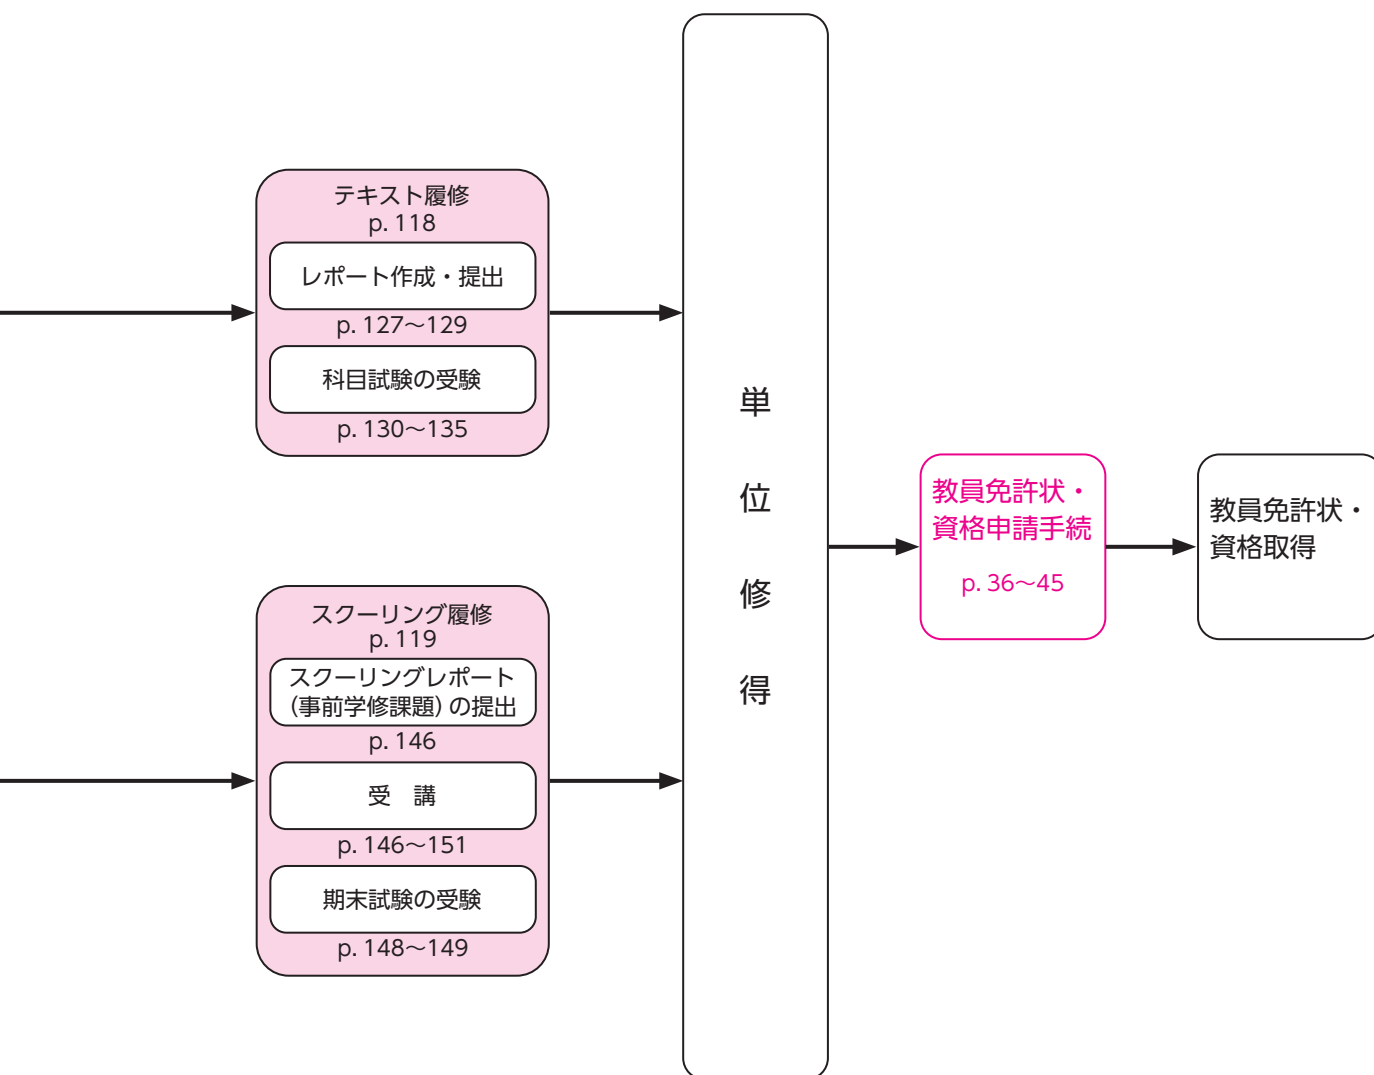 テキスト履修
p. 118
レポート作成・提出
p. 127〜129
科目試験の受験
p. 130〜135
スクーリング履修
p. 119
スクーリングレポート
(事前学修課題)の提出
p. 146
受　講
p. 146〜151
期末試験の受験
p. 148〜149
単
位
修
得
教員免許状・
資格申請手続
p. 36〜45
教員免許状・
資格取得